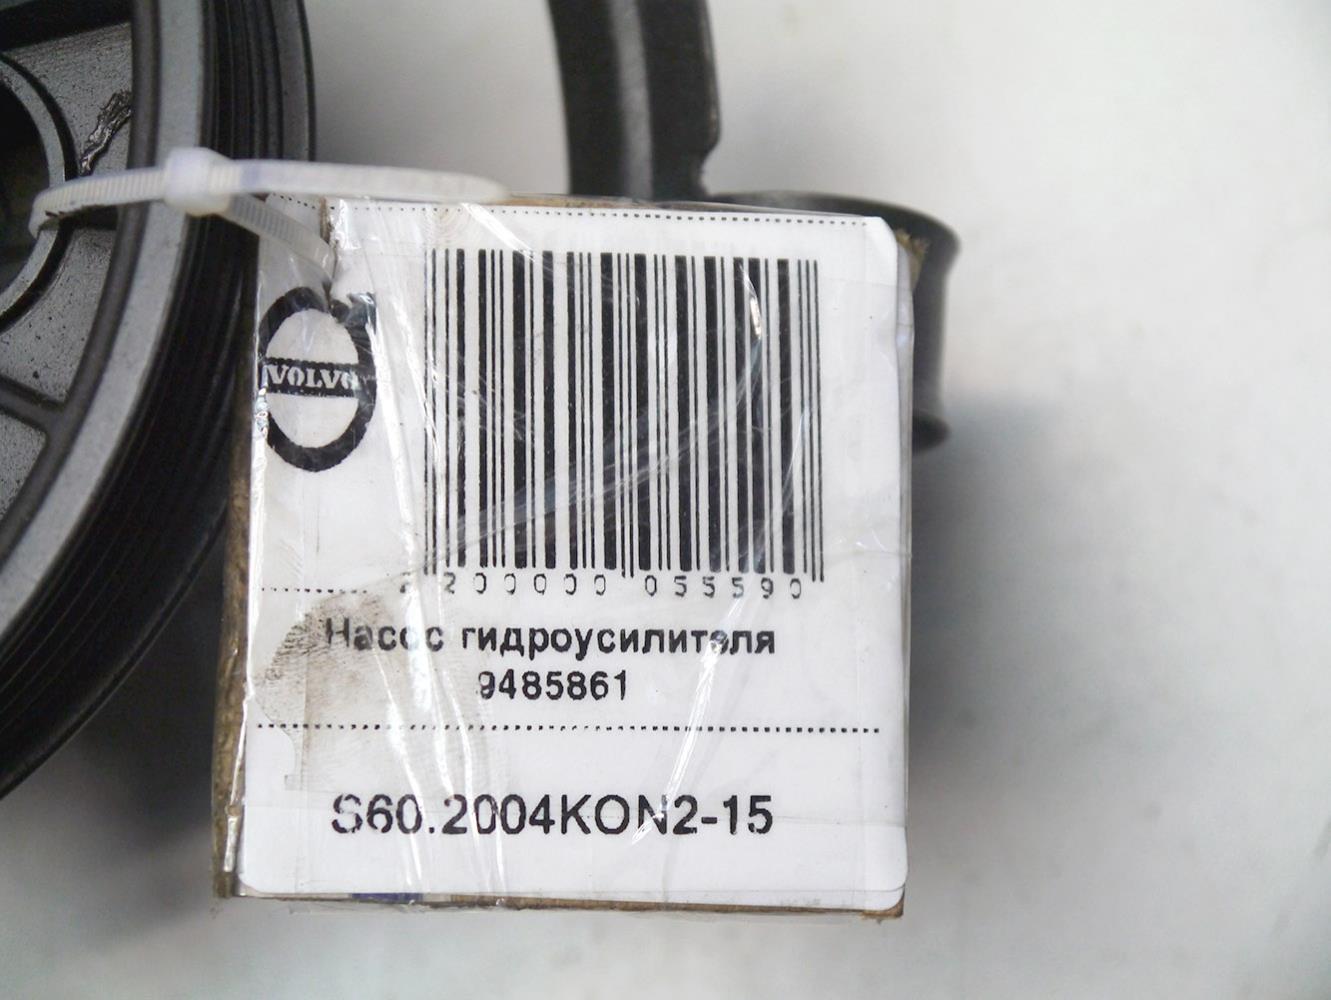 VOLVO
2 200000 055590
Насос гидроусилителя
9485861
S60.2004KON2-15